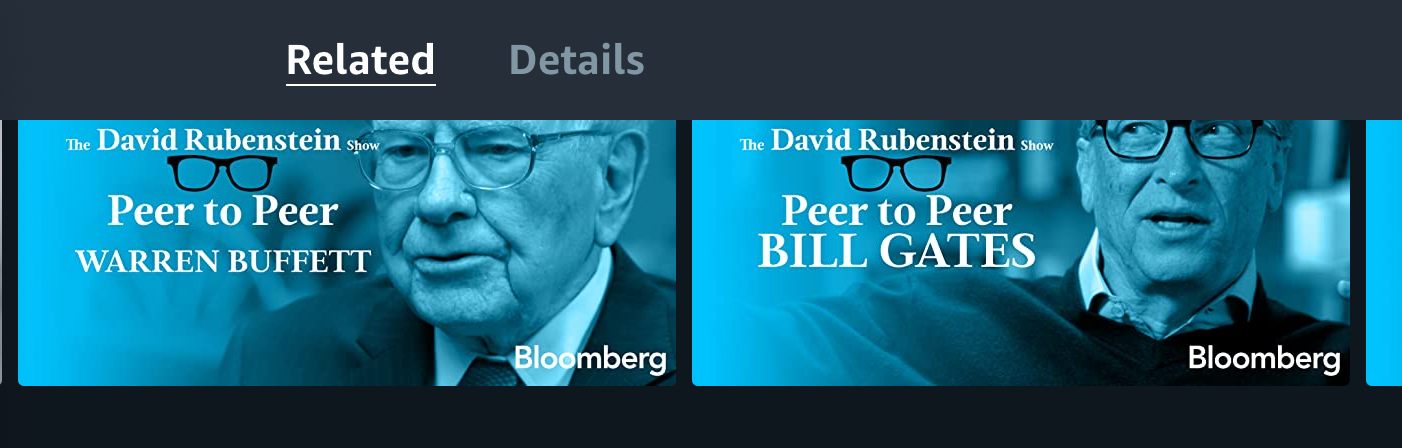 Related Details
The David Rubenstein Show
Peer to Peer
WARREN BUFFETT
Bloomberg
The David Rubenstein Show
Peer to Peer
BILL GATES
Bloomberg